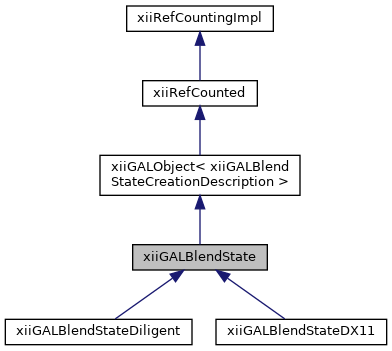 xiiRefCountingImpl
xiiRefCounted
xiiGALObject< xiiGALBlend
StateCreationDescription >
xiiGALBlendState
xiiGALBlendStateDiligent
xiiGALBlendStateDX11